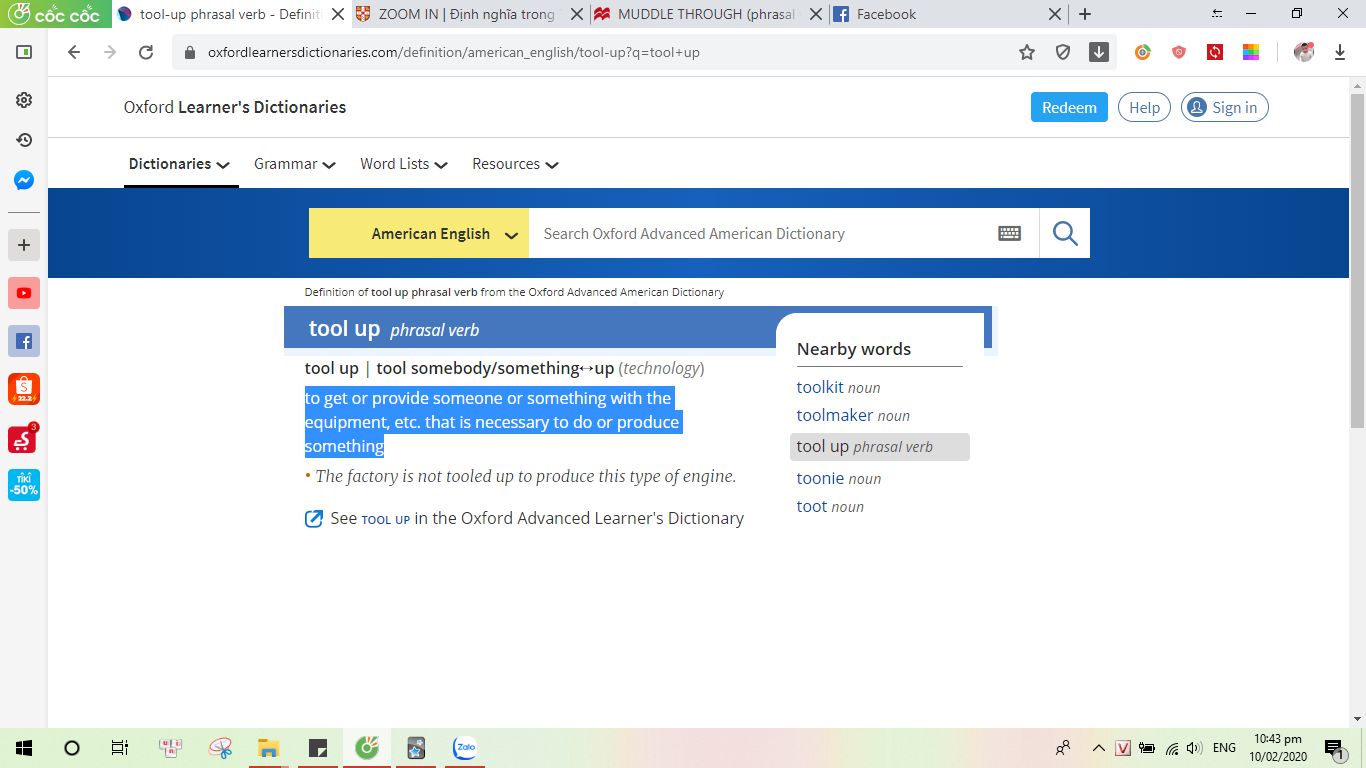 CỐC CỐC
tool-up phrasal verb - Definit
ZOOM IN | Định nghĩa trong
MUDDLE THROUGH (phrasal
Facebook
oxfordlearnersdictionaries.com/definition/american_english/tool-up?q=tool+up
Oxford Learner's Dictionaries
Redeem
Help
Sign in
Dictionaries
Grammar
Word Lists
Resources
American English
Search Oxford Advanced American Dictionary
Definition of tool up phrasal verb from the Oxford Advanced American Dictionary
tool up phrasal verb
tool up | tool somebody/something↔up (technology)
to get or provide someone or something with the
equipment, etc. that is necessary to do or produce
something
• The factory is not tooled up to produce this type of engine.
See TOOL UP in the Oxford Advanced Learner's Dictionary
Nearby words
toolkit noun
toolmaker noun
tool up phrasal verb
toonie noun
toot noun
22.2
3
TIKI
-50%
Zalo
V
ENG
10:43 pm
10/02/2020
1